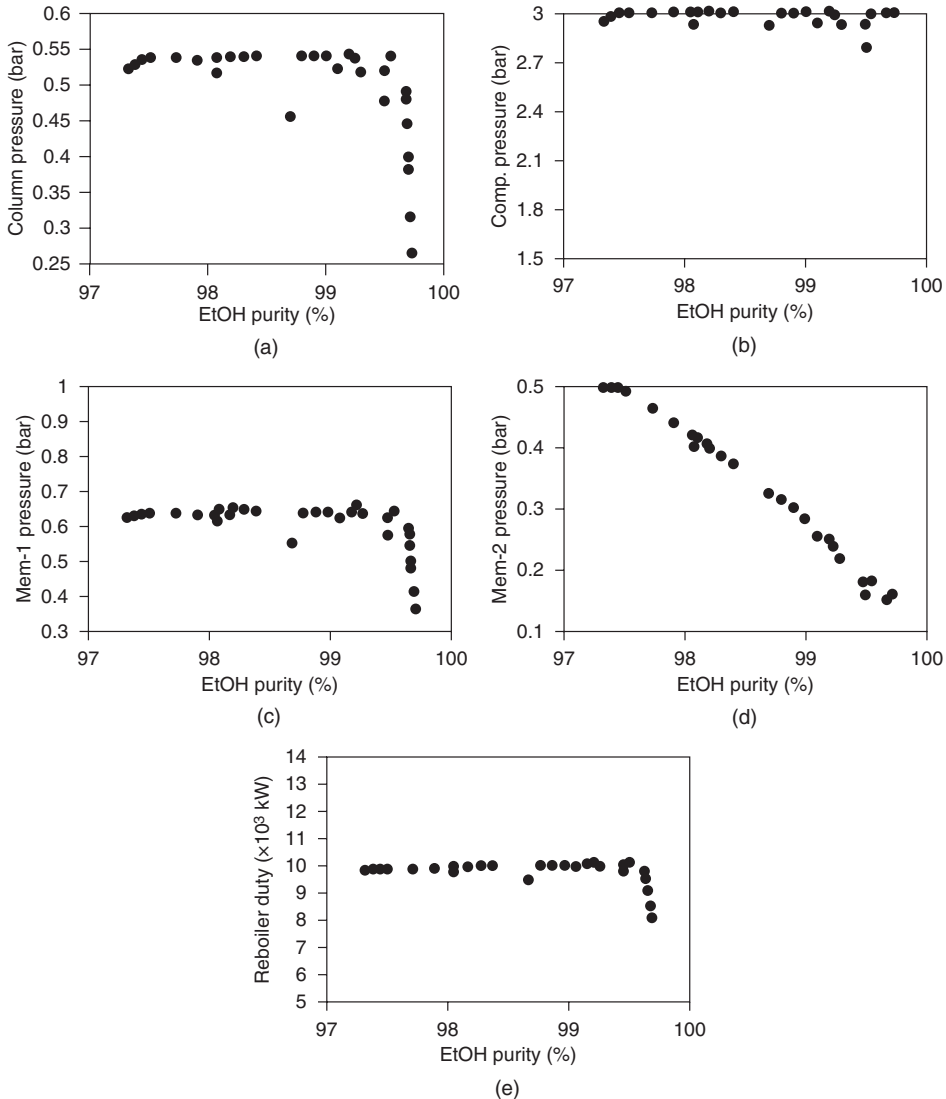 0.6
0.55
0.5
0.45
0.4
0.35
0.3
0.25
Column pressure (bar)
97 98 99 100
EtOH purity (%)
(a)
3
2.7
2.4
2.1
1.8
1.5
Comp. pressure (bar)
97 98 99 100
EtOH purity (%)
(b)
1
0.9
0.8
0.7
0.6
0.5
0.4
0.3
Mem-1 pressure (bar)
97 98 99 100
EtOH purity (%)
(c)
0.5
0.4
0.3
0.2
0.1
Mem-2 pressure (bar)
97 98 99 100
EtOH purity (%)
(d)
14
13
12
11
10
9
8
7
6
5
Reboiler duty (×10³ kW)
97 98 99 100
EtOH purity (%)
(e)